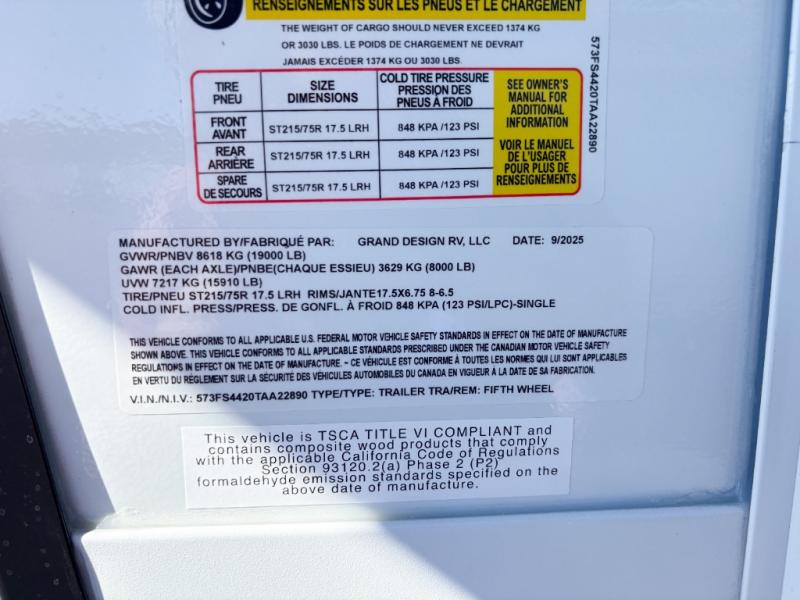 RENSEIGNEMENTS SUR LES PNEUS ET LE CHARGEMENT
THE WEIGHT OF CARGO SHOULD NEVER EXCEED 1374 KG
OR 3030 LBS. LE POIDS DE CHARGEMENT NE DEVRAIT
JAMAIS EXCÉDER 1374 KG OU 3030 LBS.
TIRE PNEU SIZE DIMENSIONS COLD TIRE PRESSURE PRESSION DES PNEUS À FROID
FRONT AVANT ST215/75R 17.5 LRH 848 KPA /123 PSI
REAR ARRIÈRE ST215/75R 17.5 LRH 848 KPA /123 PSI
SPARE DE SECOURS ST215/75R 17.5 LRH 848 KPA /123 PSI
SEE OWNER'S
MANUAL FOR
ADDITIONAL
INFORMATION
VOIR LE MANUEL
DE L'USAGER
POUR PLUS DE
RENSEIGNEMENTS
573FS4420TAA22890
MANUFACTURED BY/FABRIQUÉ PAR: GRAND DESIGN RV, LLC DATE: 9/2025
GVWR/PNBV 8618 KG (19000 LB)
GAWR (EACH AXLE)/PNBE(CHAQUE ESSIEU) 3629 KG (8000 LB)
UVW 7217 KG (15910 LB)
TIRE/PNEU ST215/75R 17.5 LRH RIMS/JANTE17.5X6.75 8-6.5
COLD INFL. PRESS/PRESS. DE GONFL. À FROID 848 KPA (123 PSI/LPC)-SINGLE
THIS VEHICLE CONFORMS TO ALL APPLICABLE U.S. FEDERAL MOTOR VEHICLE SAFETY STANDARDS IN EFFECT ON THE DATE OF MANUFACTURE
SHOWN ABOVE. THIS VEHICLE CONFORMS TO ALL APPLICABLE STANDARDS PRESCRIBED UNDER THE CANADIAN MOTOR VEHICLE SAFETY
REGULATIONS IN EFFECT ON THE DATE OF MANUFACTURE. - CE VÉHICULE EST CONFORME À TOUTES LES NORMES QUI LUI SONT APPLICABLES
EN VERTU DU RÈGLEMENT SUR LA SÉCURITÉ DES VÉHICULES AUTOMOBILES DU CANADA EN VIGUEUR À LA DATE DE SA FABRICATION.
V.I.N./N.I.V.: 573FS4420TAA22890 TYPE/TYPE: TRAILER TRA/REM: FIFTH WHEEL
This vehicle is TSCA TITLE VI COMPLIANT and
contains composite wood products that comply
with the applicable California Code of Regulations
Section 93120.2(a) Phase 2 (P2)
formaldehyde emission standards specified on the
above date of manufacture.